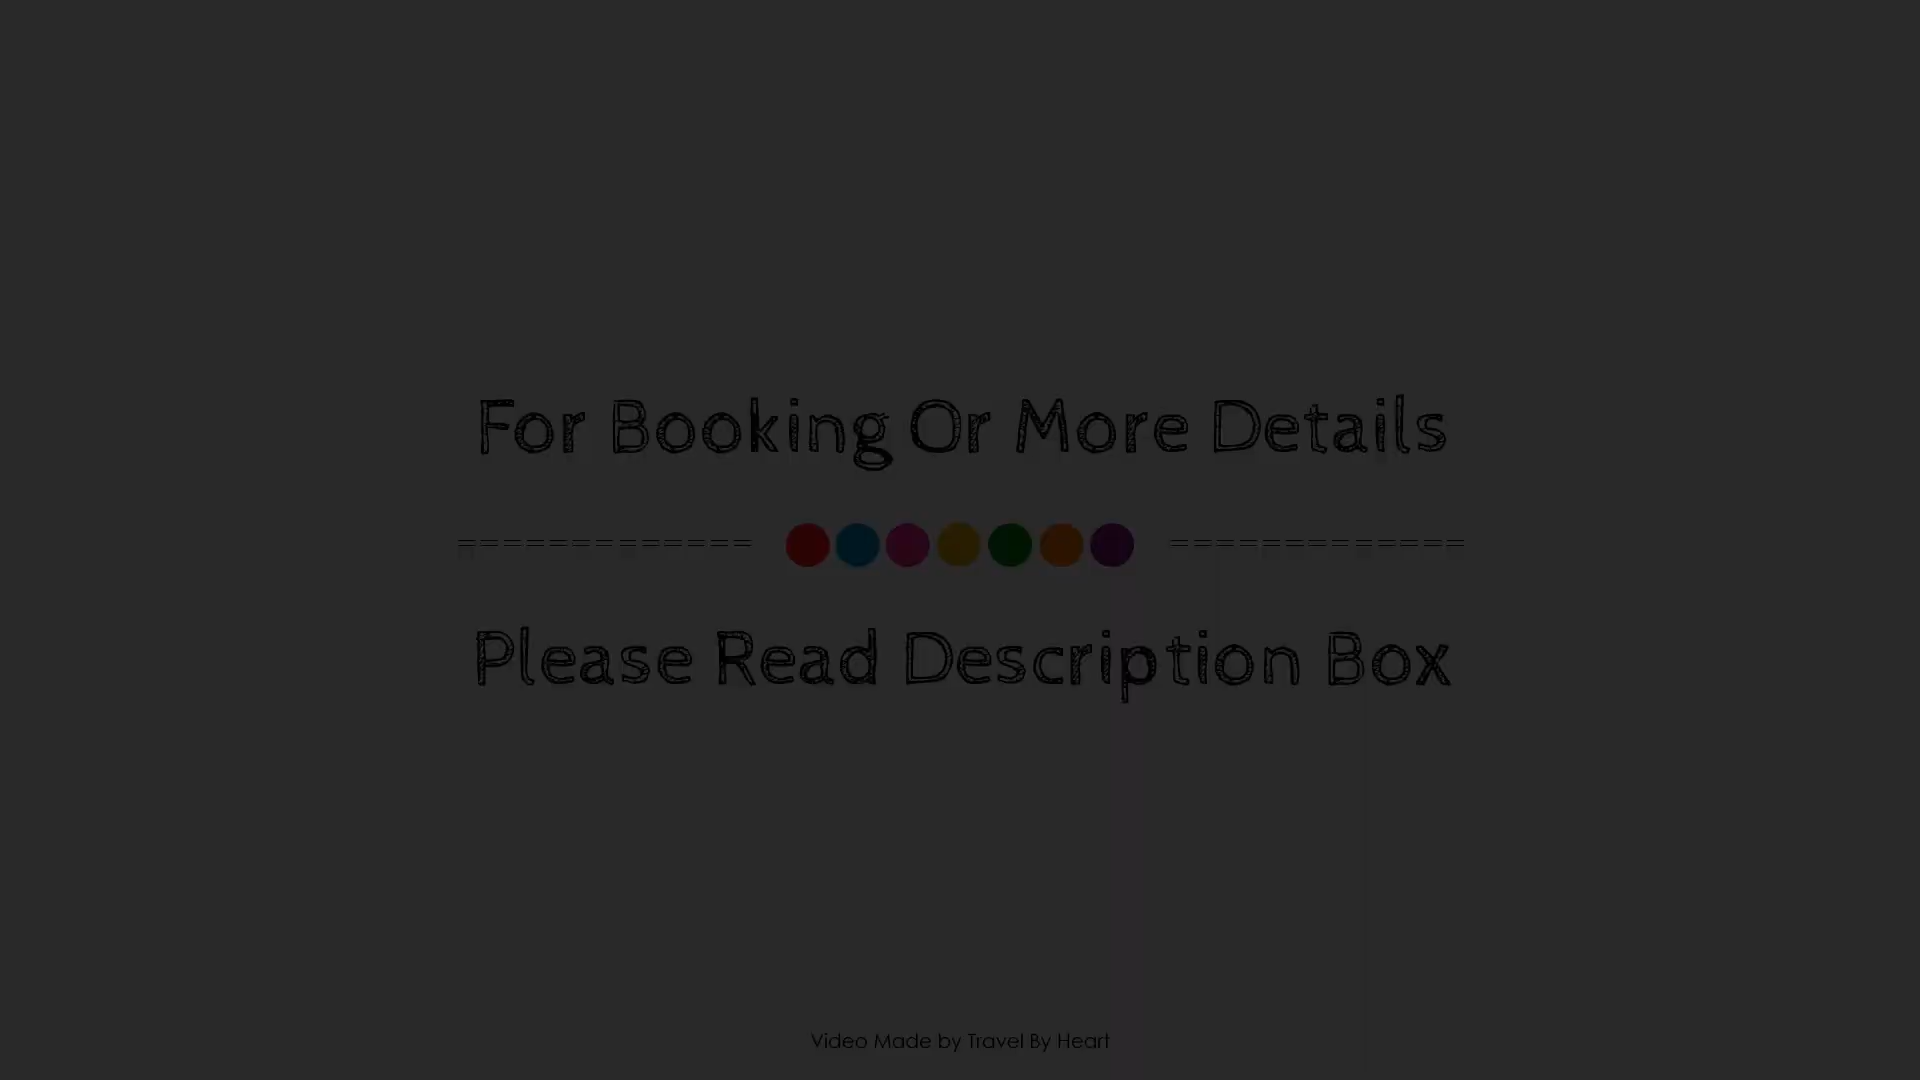 For Booking Or More Details
============= =============
Please Read Description Box
Video Made by Travel By Heart